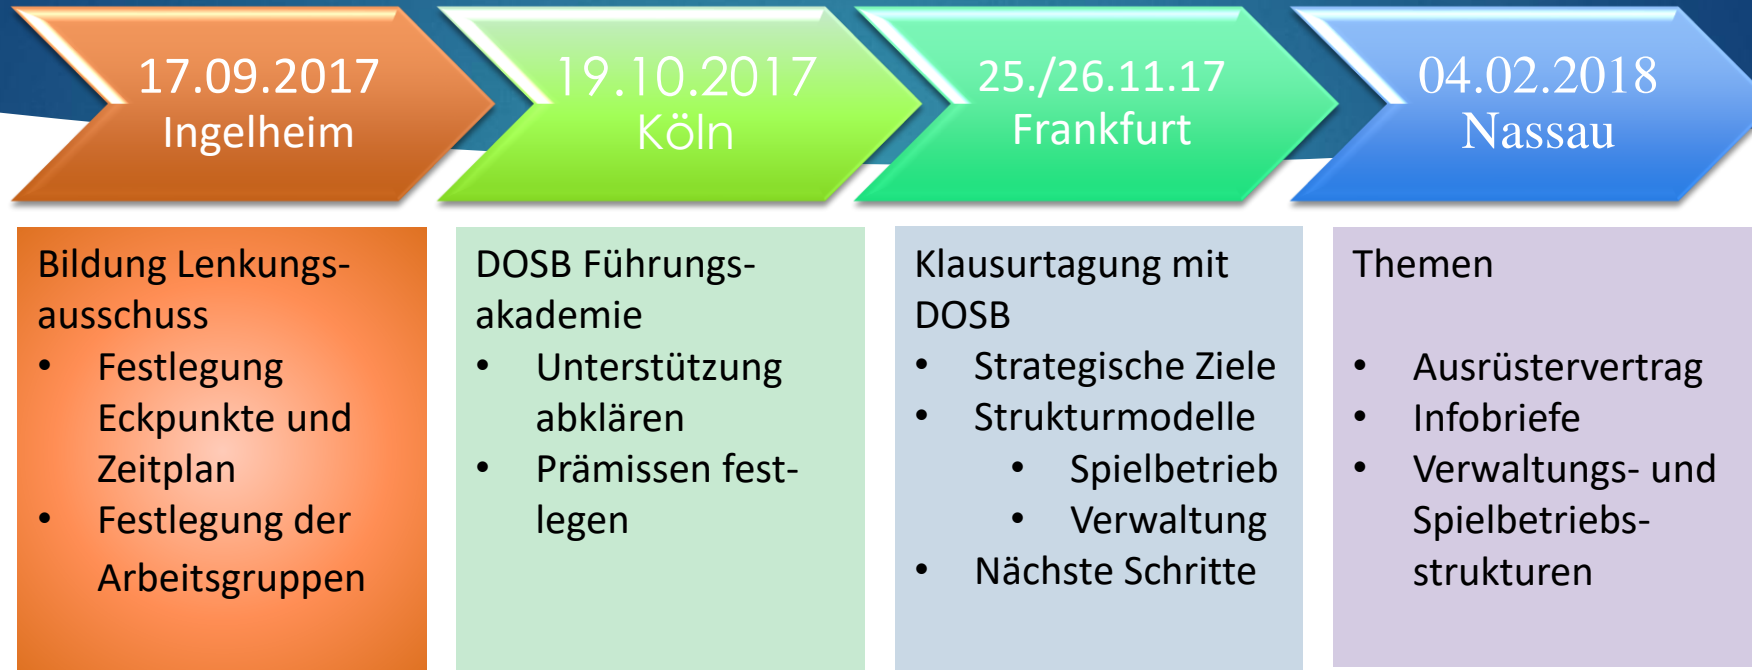 17.09.2017
Ingelheim
19.10.2017
Köln
25./26.11.17
Frankfurt
04.02.2018
Nassau
Bildung Lenkungs-
ausschuss
• Festlegung
Eckpunkte und
Zeitplan
• Festlegung der
Arbeitsgruppen
DOSB Führungs-
akademie
• Unterstützung
abklären
• Prämissen fest-
legen
Klausurtagung mit
DOSB
• Strategische Ziele
• Strukturmodelle
• Spielbetrieb
• Verwaltung
• Nächste Schritte
Themen
• Ausrüstervertrag
• Infobriefe
• Verwaltungs- und
Spielbetriebs-
strukturen